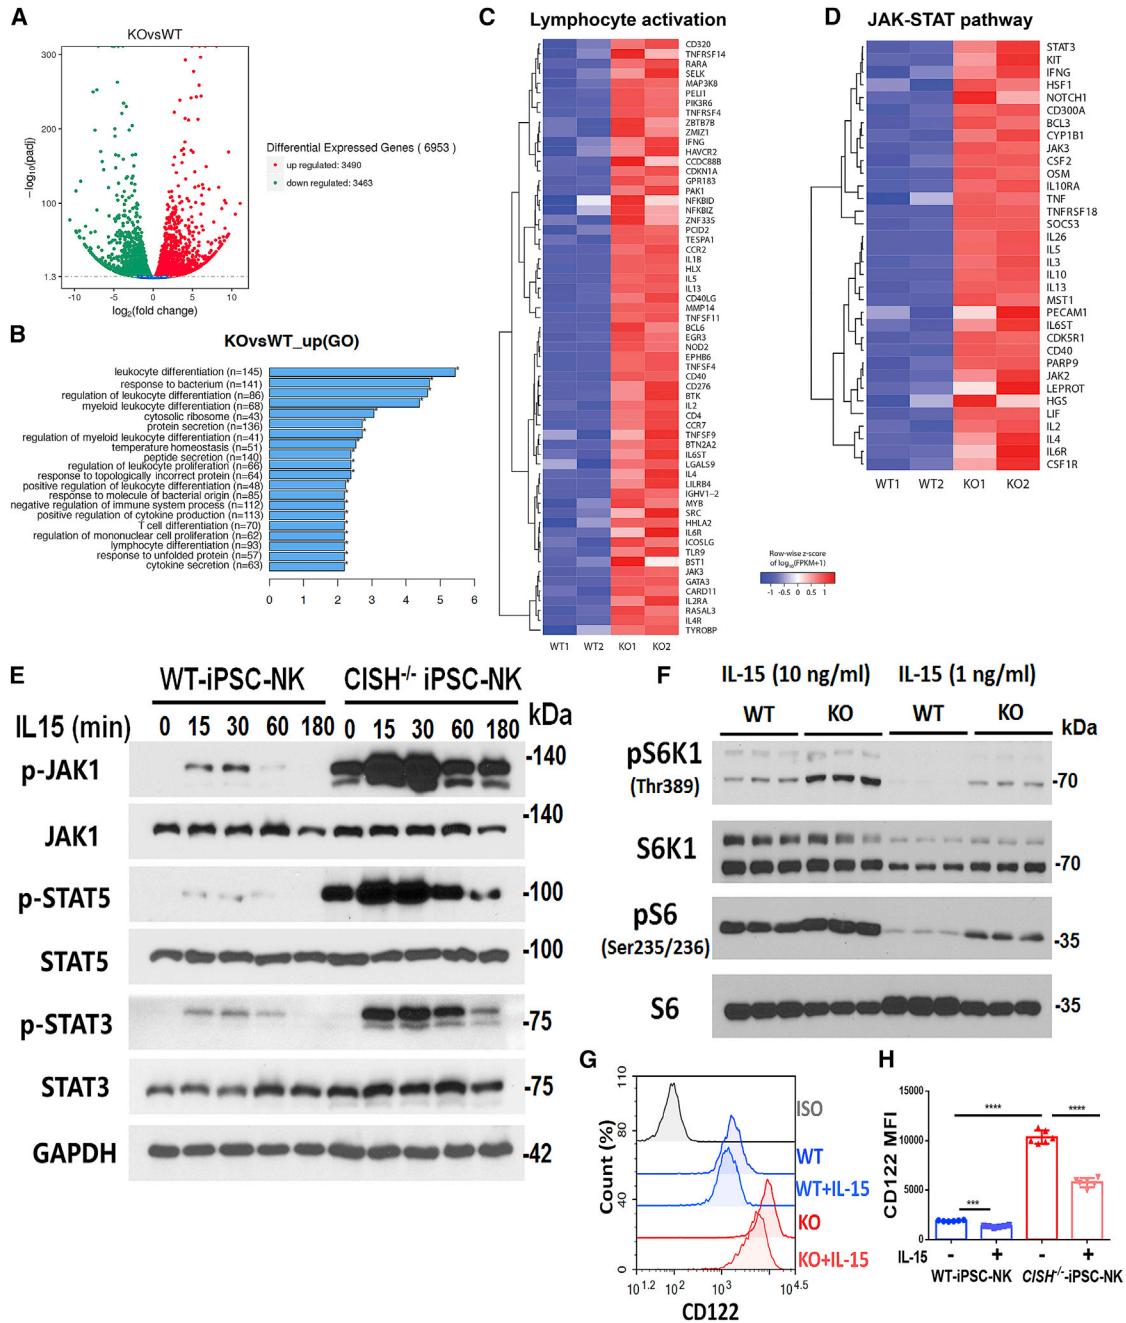 A
KOvsWT
300
200
100
1.3
−log10(padj)
-10 -5 0 5 10
log2(fold change)
Differential Expressed Genes ( 6953 )
up regulated: 3490
down regulated: 3463
B
KOvsWT_up(GO)
leukocyte differentiation (n=145)
response to bacterium (n=141)
regulation of leukocyte differentiation (n=86)
myeloid leukocyte differentiation (n=68)
cytosolic ribosome (n=43)
protein secretion (n=136)
regulation of myeloid leukocyte differentiation (n=41)
temperature homeostasis (n=51)
peptide secretion (n=140)
regulation of leukocyte proliferation (n=66)
response to topologically incorrect protein (n=64)
positive regulation of leukocyte differentiation (n=48)
response to molecule of bacterial origin (n=85)
negative regulation of immune system process (n=112)
positive regulation of cytokine production (n=113)
T cell differentiation (n=70)
regulation of mononuclear cell proliferation (n=62)
lymphocyte differentiation (n=93)
response to unfolded protein (n=57)
cytokine secretion (n=63)
0 1 2 3 4 5 6
C
Lymphocyte activation
CD320
TNFRSF14
RARA
SELK
MAP3K8
PELI1
PIK3R6
TNFRSF4
ZBTB7B
ZMIZ1
IFNG
HAVCR2
CCDC88B
CDKN1A
GPR183
PAK1
NFKBID
NFKBIZ
ZNF335
PCID2
TESPA1
CCR2
IL1B
HLX
IL5
IL13
CD40LG
MMP14
TNFSF11
BCL6
EGR3
NOD2
EPHB6
TNFSF4
CD40
CD276
BTK
IL2
CD4
CCR7
TNFSF9
BTN2A2
IL6ST
LGALS9
IL4
LILRB4
IGHV1−2
MYB
SRC
HHLA2
IL6R
ICOSLG
TLR9
BST1
JAK3
GATA3
CARD11
IL2RA
RASAL3
IL4R
TYROBP
WT1 WT2 KO1 KO2
D
JAK-STAT pathway
STAT3
KIT
IFNG
HSF1
NOTCH1
CD300A
BCL3
CYP1B1
JAK3
CSF2
OSM
IL10RA
TNF
TNFRSF18
SOCS3
IL26
IL5
IL3
IL10
IL13
MST1
PECAM1
IL6ST
CDK5R1
CD40
PARP9
JAK2
LEPROT
HGS
LIF
IL2
IL4
IL6R
CSF1R
WT1 WT2 KO1 KO2
Row-wise z-score
of log10(FPKM+1)
-1 -0.5 0 0.5 1
E
WT-iPSC-NK CISH-/- iPSC-NK
IL15 (min) 0 15 30 60 180 0 15 30 60 180 kDa
p-JAK1 -140
JAK1 -140
p-STAT5 -100
STAT5 -100
p-STAT3 -75
STAT3 -75
GAPDH -42
F
IL-15 (10 ng/ml) IL-15 (1 ng/ml)
WT KO WT KO kDa
pS6K1
(Thr389) -70
S6K1 -70
pS6
(Ser235/236) -35
S6 -35
G
110
80
40
0
Count (%)
ISO
WT
WT+IL-15
KO
KO+IL-15
10^1.2 10^2 10^3 10^4.5
CD122
H
15000
10000
5000
0
CD122 MFI
**** ****
***
IL-15 - + - +
WT-iPSC-NK CISH-/--iPSC-NK